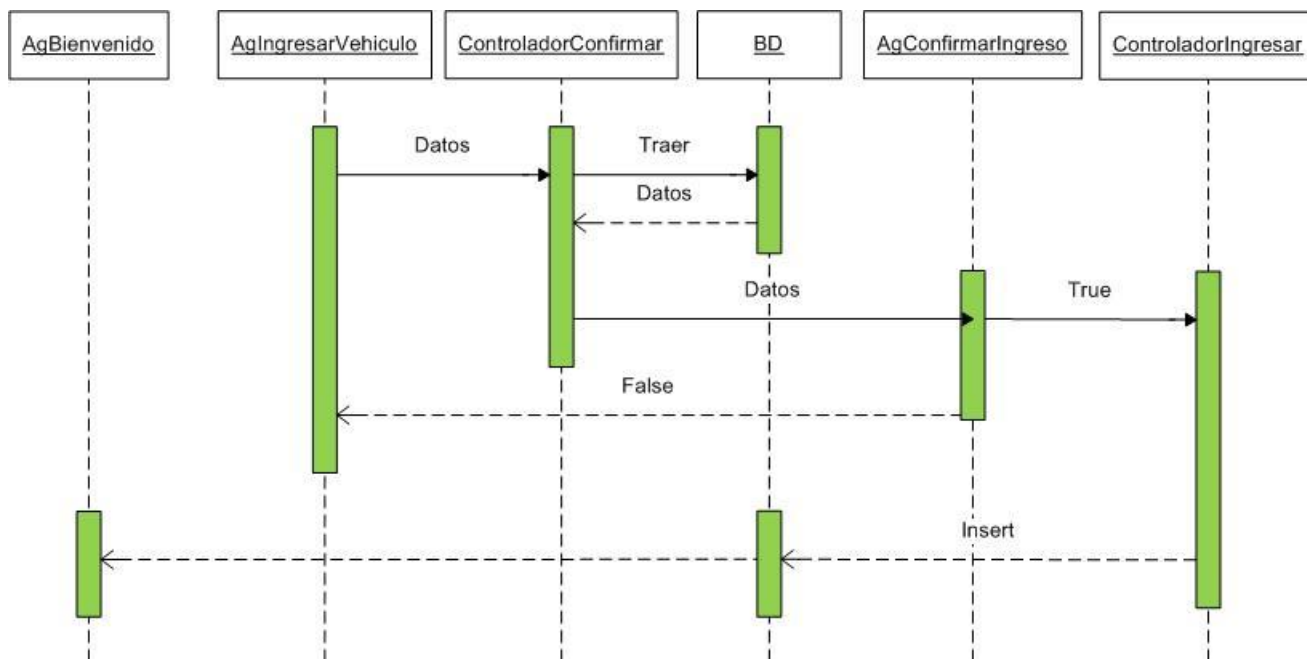 AgBienvenido
AgIngresarVehiculo
ControladorConfirmar
BD
AgConfirmarIngreso
ControladorIngresar
Datos
Traer
Datos
Datos
True
False
Insert